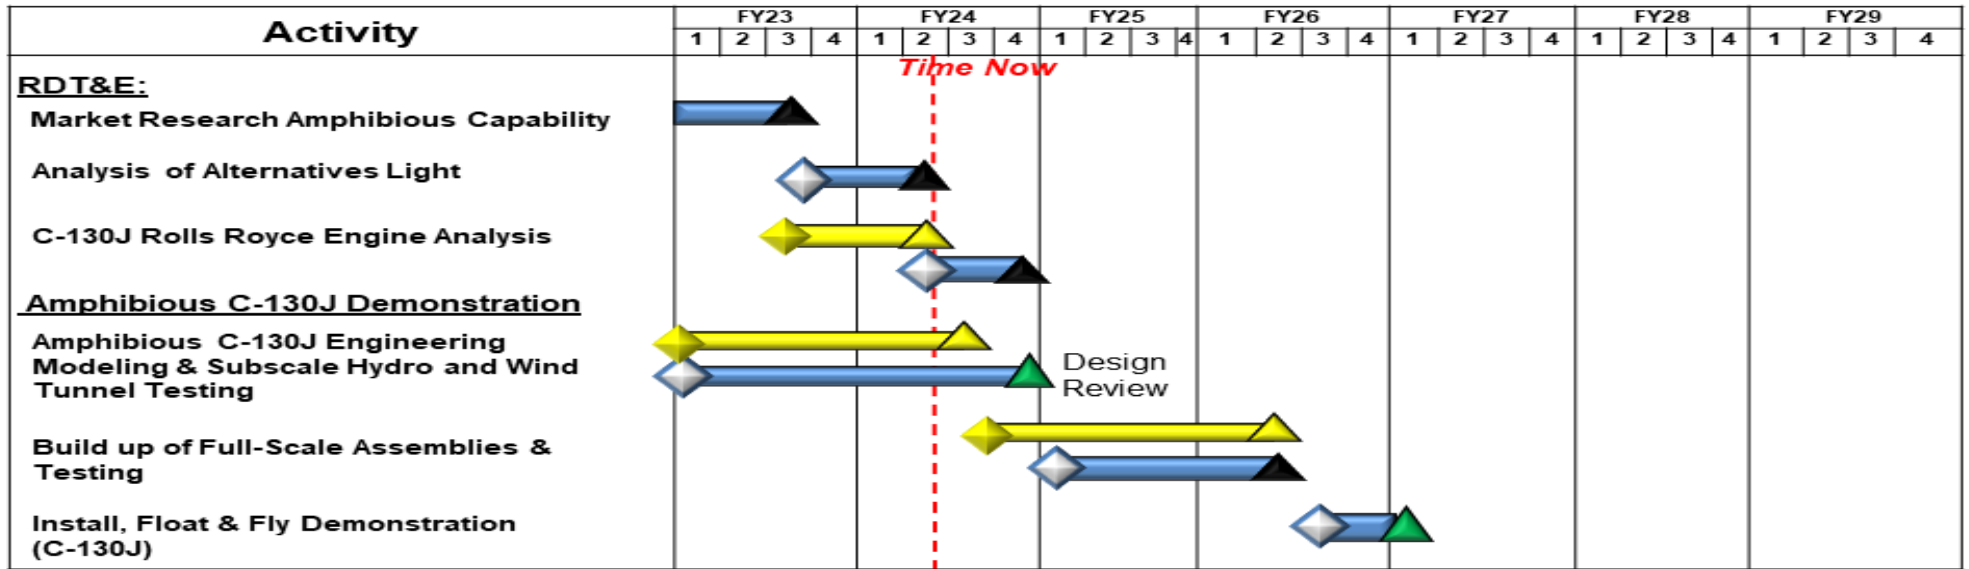 Activity
FY23 FY24 FY25 FY26 FY27 FY28 FY29
1 2 3 4 1 2 3 4 1 2 3 4 1 2 3 4 1 2 3 4 1 2 3 4 1 2 3 4
Time Now
RDT&E:
Market Research Amphibious Capability
Analysis of Alternatives Light
C-130J Rolls Royce Engine Analysis
Amphibious C-130J Demonstration
Amphibious C-130J Engineering
Modeling & Subscale Hydro and Wind
Tunnel Testing
Design
Review
Build up of Full-Scale Assemblies &
Testing
Install, Float & Fly Demonstration
(C-130J)